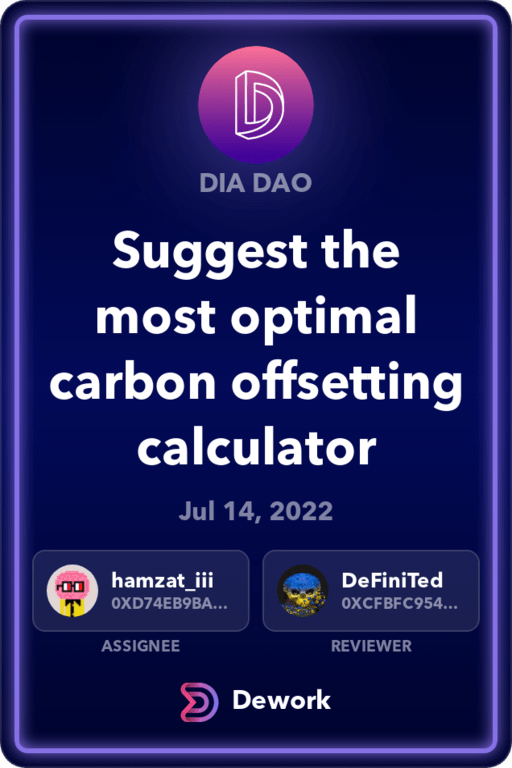 DIA DAO
Suggest the
most optimal
carbon offsetting
calculator
Jul 14, 2022
hamzat_iii
0XD74EB9BA...
ASSIGNEE
DeFiniTed
0XCFBFC954...
REVIEWER
Dework